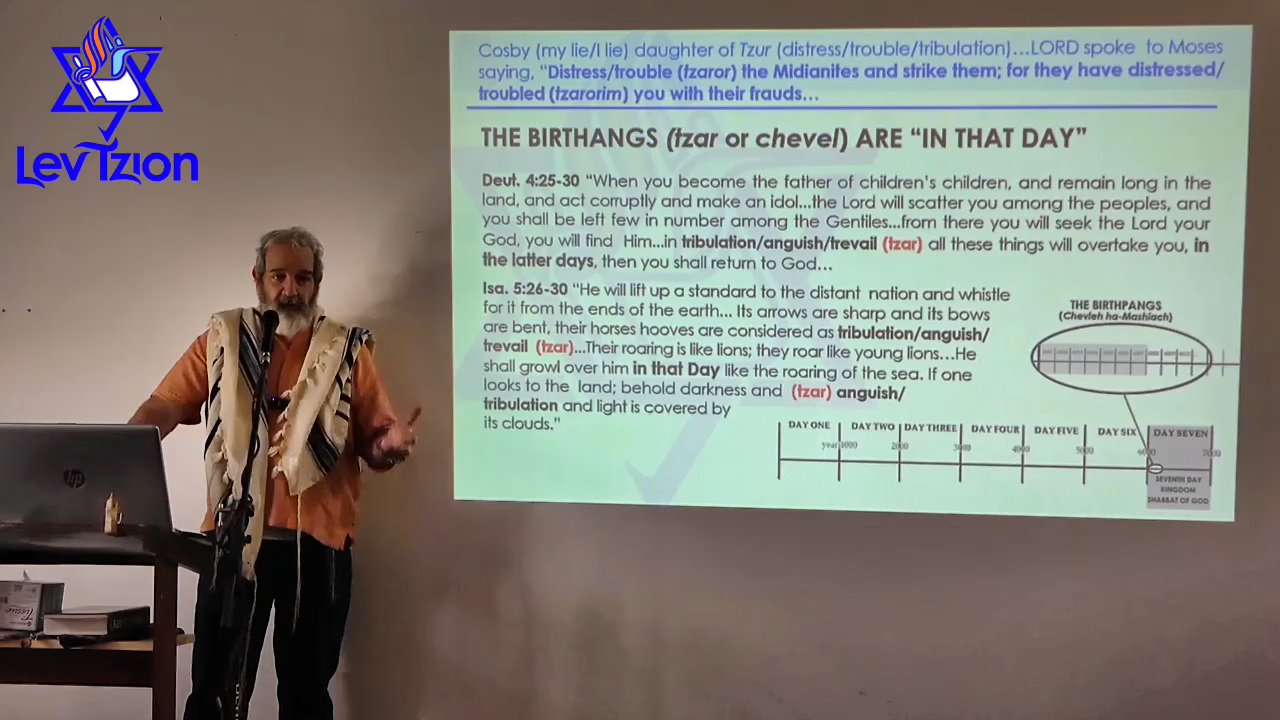 Lev Tzion
Cosby (my lie/I lie) daughter of Tzur (distress/trouble/tribulation)...LORD spoke to Moses
saying, "Distress/trouble (tzaror) the Midianites and strike them; for they have distressed/
troubled (tzarorim) you with their frauds...
THE BIRTHANGS (tzar or chevel) ARE "IN THAT DAY"
Deut. 4:25-30 "When you become the father of children's children, and remain long in the
land, and act corruptly and make an idol...the Lord will scatter you among the peoples, and
you shall be left few in number among the Gentiles...from there you will seek the Lord your
God, you will find Him...in tribulation/anguish/trevail (tzar) all these things will overtake you, in
the latter days, then you shall return to God...
Isa. 5:26-30 "He will lift up a standard to the distant nation and whistle
for it from the ends of the earth... Its arrows are sharp and its bows
are bent, their horses hooves are considered as tribulation/anguish/
trevail (tzar)...Their roaring is like lions; they roar like young lions...He
shall growl over him in that Day like the roaring of the sea. If one
looks to the land; behold darkness and (tzar) anguish/
tribulation and light is covered by
its clouds."
THE BIRTHPANGS
(Chevleh ha-Mashiach)
DAY ONE DAY TWO DAY THREE DAY FOUR DAY FIVE DAY SIX DAY SEVEN
year 1000 2000 3000 4000 5000 6000 7000
SEVENTH DAY
KINGDOM
SHABBAT OF GOD
hp
Tissue